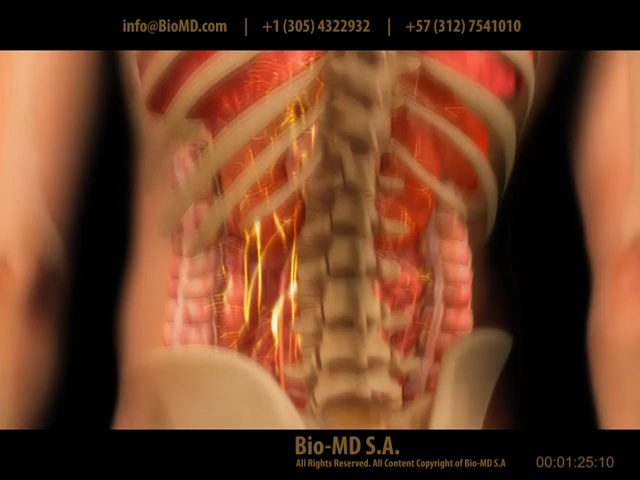 info@BioMD.com | +1 (305) 4322932 | +57 (312) 7541010
Bio-MD S.A.
All Rights Reserved. All Content Copyright of Bio-MD S.A
00:01:25:10